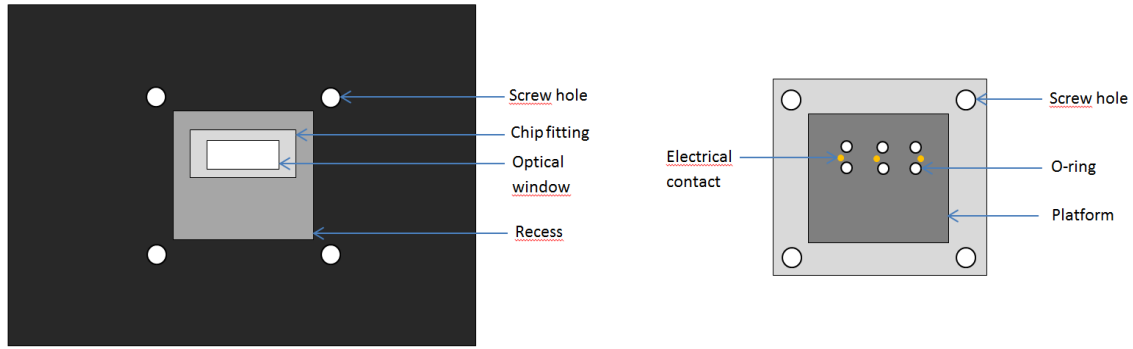 Screw hole
Chip fitting
Optical
window
Recess
Electrical
contact
Screw hole
O-ring
Platform